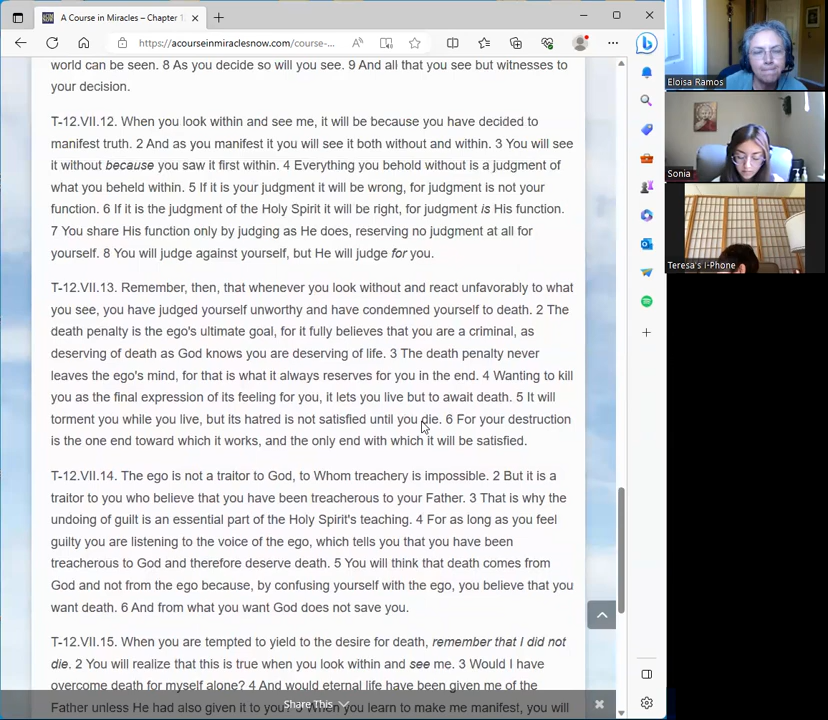 A Course in Miracles – Chapter 1
https://acourseinmiraclesnow.com/course-...
world can be seen. 8 As you decide so will you see. 9 And all that you see but witnesses to
your decision.
T-12.VII.12. When you look within and see me, it will be because you have decided to
manifest truth. 2 And as you manifest it you will see it both without and within. 3 You will see
it without because you saw it first within. 4 Everything you behold without is a judgment of
what you beheld within. 5 If it is your judgment it will be wrong, for judgment is not your
function. 6 If it is the judgment of the Holy Spirit it will be right, for judgment is His function.
7 You share His function only by judging as He does, reserving no judgment at all for
yourself. 8 You will judge against yourself, but He will judge for you.
T-12.VII.13. Remember, then, that whenever you look without and react unfavorably to what
you see, you have judged yourself unworthy and have condemned yourself to death. 2 The
death penalty is the ego's ultimate goal, for it fully believes that you are a criminal, as
deserving of death as God knows you are deserving of life. 3 The death penalty never
leaves the ego's mind, for that is what it always reserves for you in the end. 4 Wanting to kill
you as the final expression of its feeling for you, it lets you live but to await death. 5 It will
torment you while you live, but its hatred is not satisfied until you die. 6 For your destruction
is the one end toward which it works, and the only end with which it will be satisfied.
T-12.VII.14. The ego is not a traitor to God, to Whom treachery is impossible. 2 But it is a
traitor to you who believe that you have been treacherous to your Father. 3 That is why the
undoing of guilt is an essential part of the Holy Spirit's teaching. 4 For as long as you feel
guilty you are listening to the voice of the ego, which tells you that you have been
treacherous to God and therefore deserve death. 5 You will think that death comes from
God and not from the ego because, by confusing yourself with the ego, you believe that you
want death. 6 And from what you want God does not save you.
T-12.VII.15. When you are tempted to yield to the desire for death, remember that I did not
die. 2 You will realize that this is true when you look within and see me. 3 Would I have
overcome death for myself alone? 4 And would eternal life have been given me of the
Father unless He had also given it to you? 5 When you learn to make me manifest, you will
Share This
Eloisa Ramos
Sonia
Teresa's i-Phone